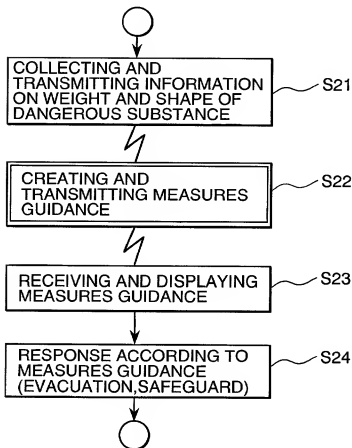 COLLECTING AND
TRANSMITTING INFORMATION
ON WEIGHT AND SHAPE OF
DANGEROUS SUBSTANCE
S21
CREATING AND
TRANSMITTING MEASURES
GUIDANCE
S22
RECEIVING AND DISPLAYING
MEASURES GUIDANCE
S23
RESPONSE ACCORDING TO
MEASURES GUIDANCE
(EVACUATION,SAFEGUARD)
S24